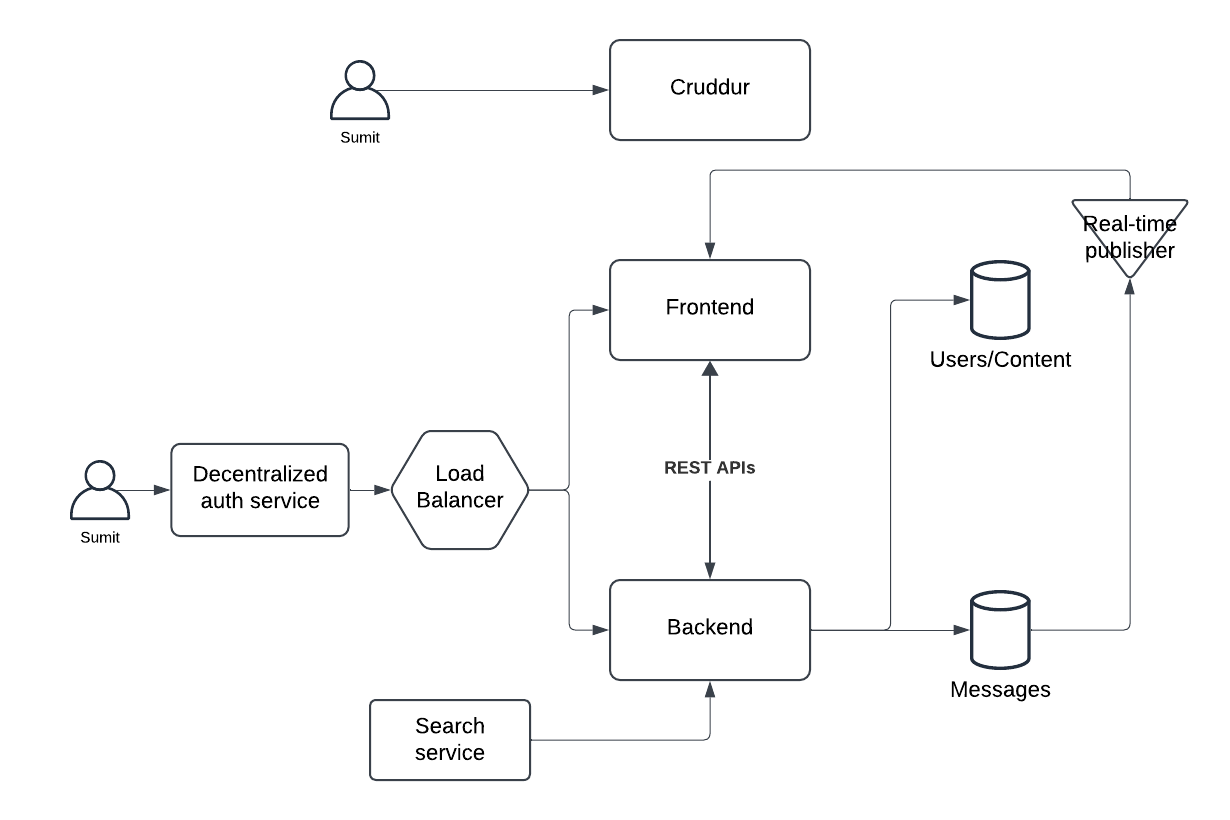 Cruddur
Sumit
Real-time
publisher
Frontend
Users/Content
REST APIs
Decentralized
auth service
Load
Balancer
Sumit
Backend
Messages
Search
service